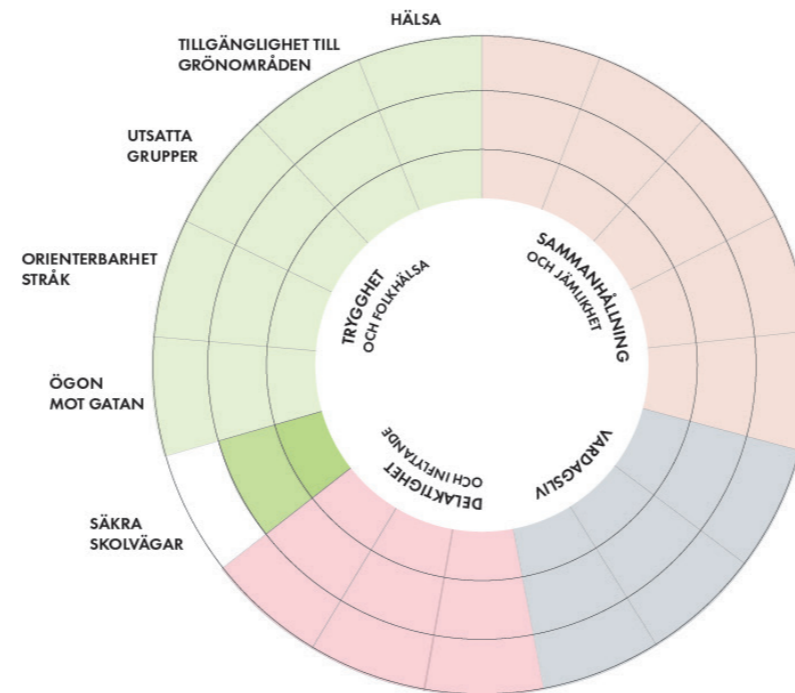 HÄLSA
TILLGÄNGLIGHET TILL
GRÖNOMRÅDEN
UTSATTA
GRUPPER
ORIENTERBARHET
STRÅK
ÖGON
MOT GATAN
SÄKRA
SKOLVÄGAR
TRYGGHET
OCH FOLKHÄLSA
SAMMANHÅLLNING
OCH JÄMLIKHET
DELAKTIGHET
OCH INFLYTANDE
VARDAGSLIV